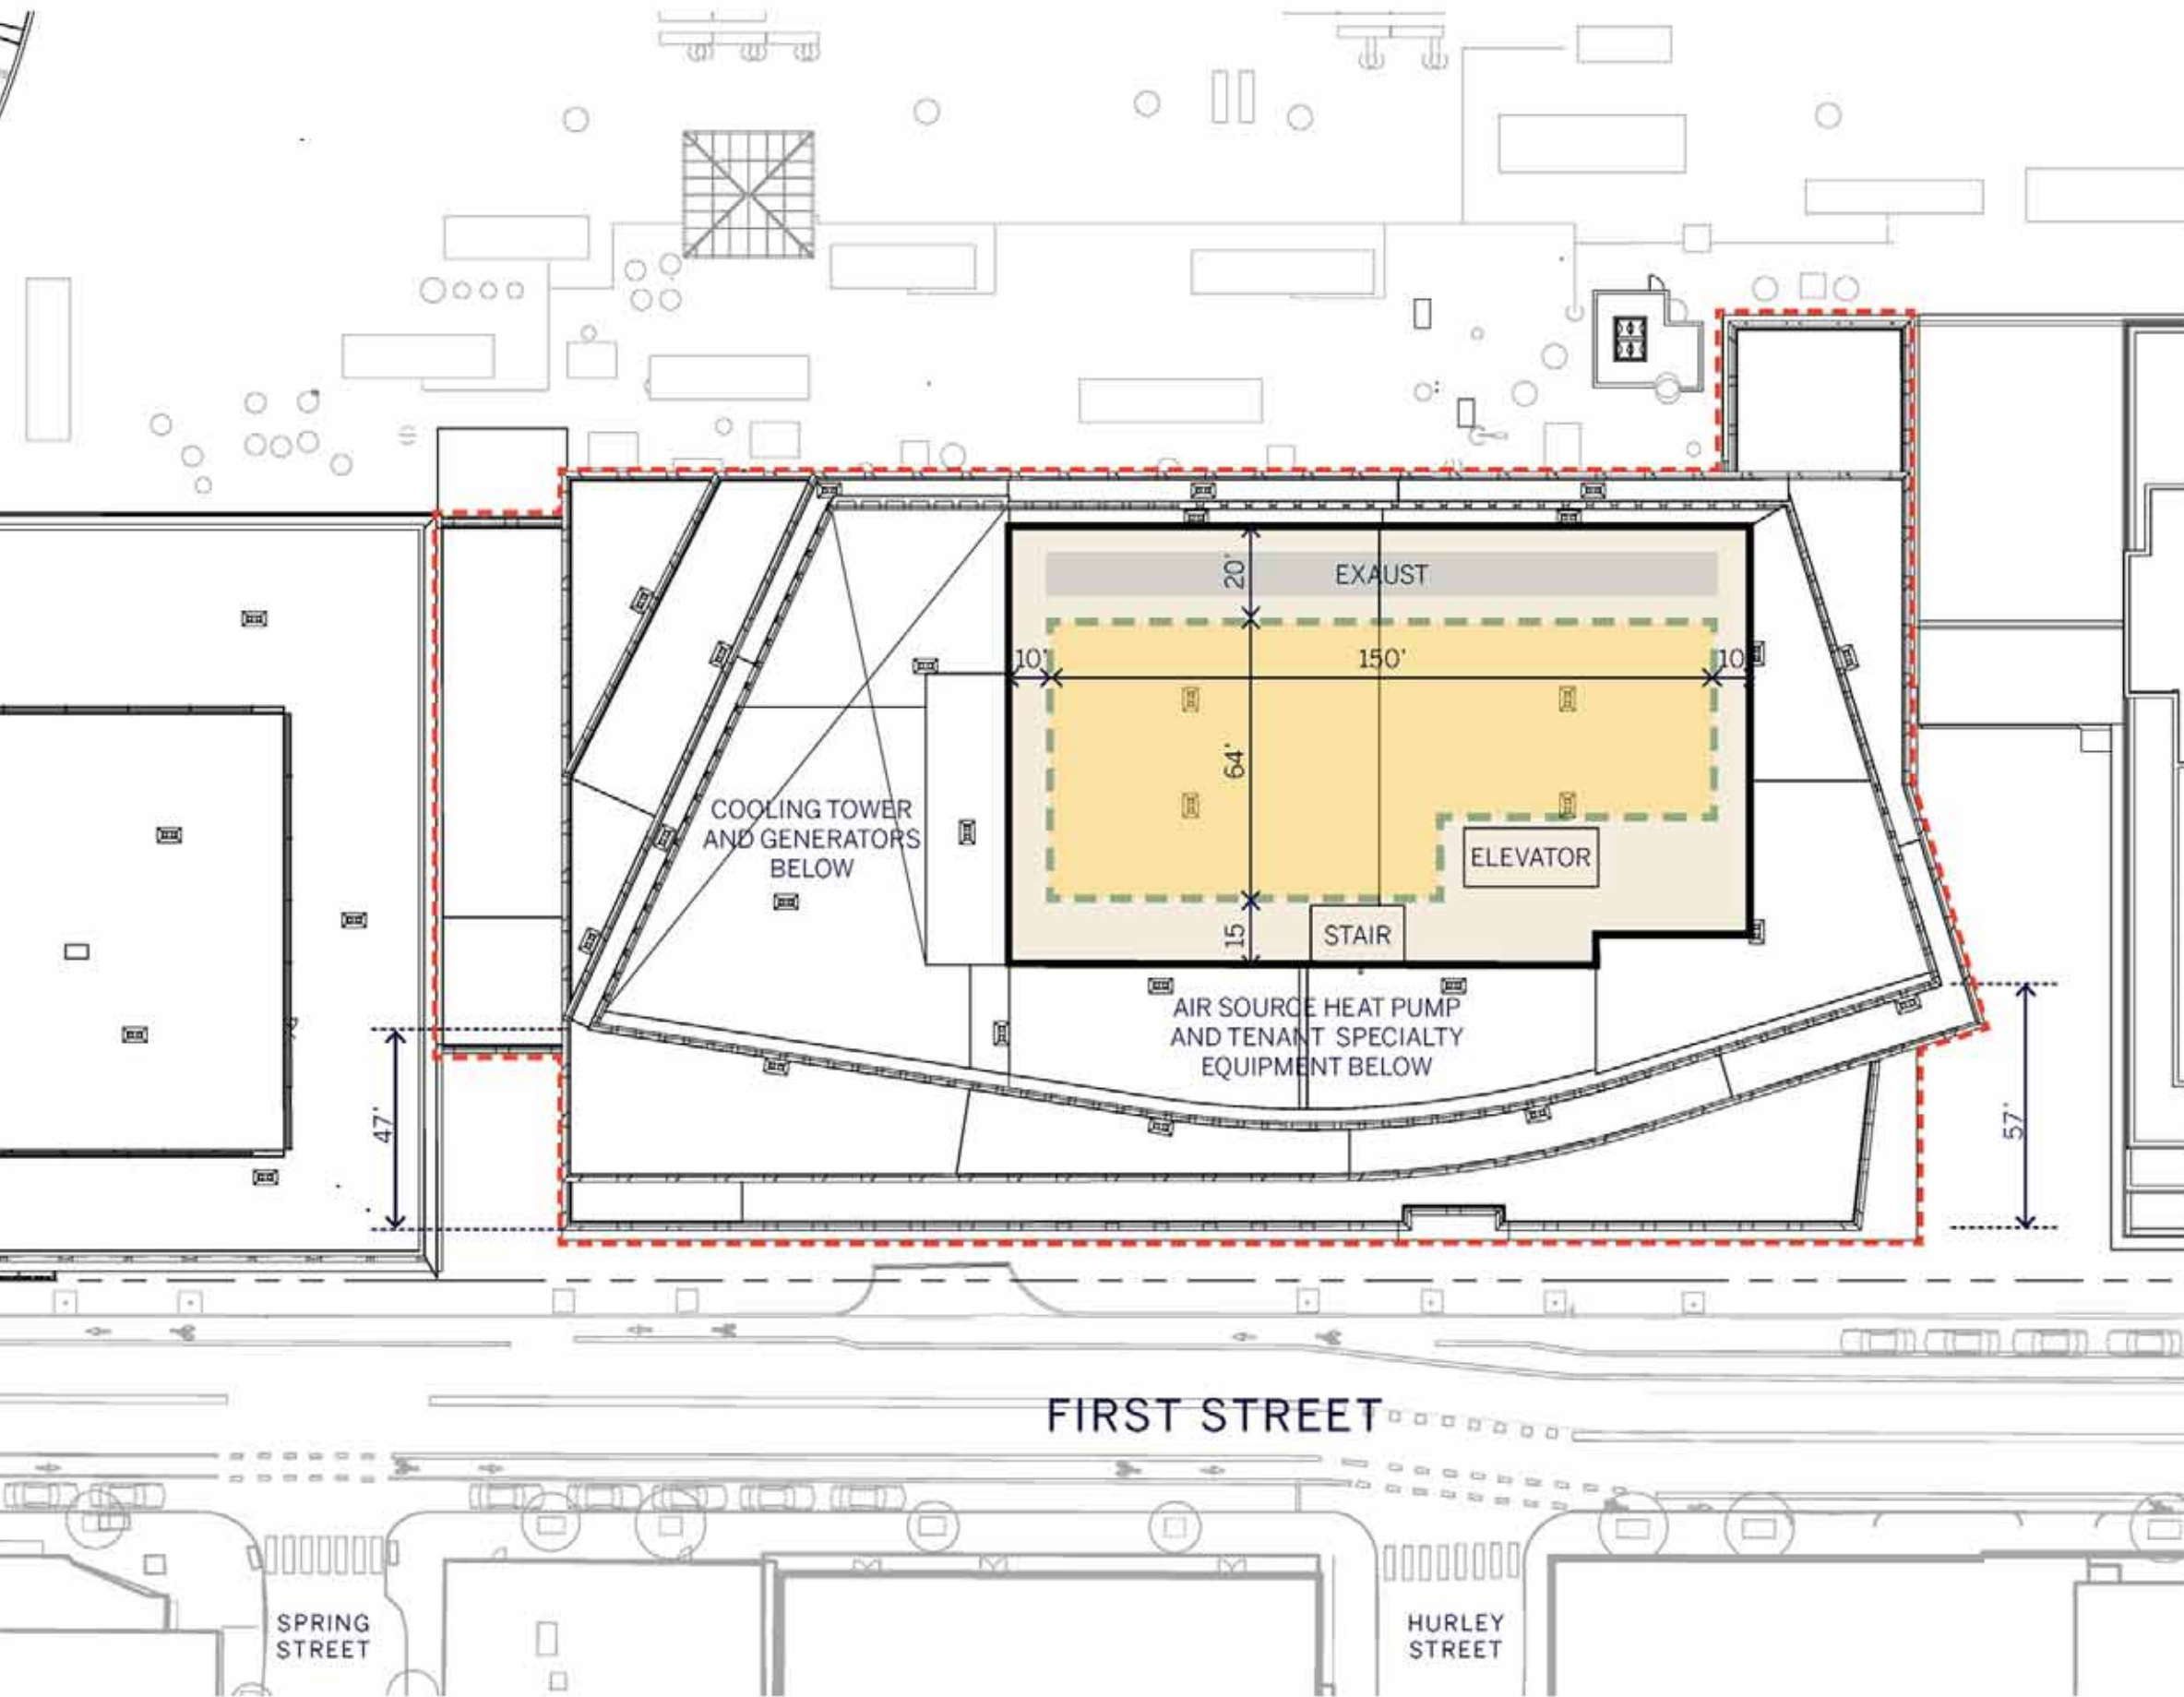 20'
EXAUST
10'
150'
10
64'
COOLING TOWER
AND GENERATORS
BELOW
ELEVATOR
15
STAIR
AIR SOURCE HEAT PUMP
AND TENANT SPECIALTY
EQUIPMENT BELOW
47'
57'
FIRST STREET
SPRING
STREET
HURLEY
STREET